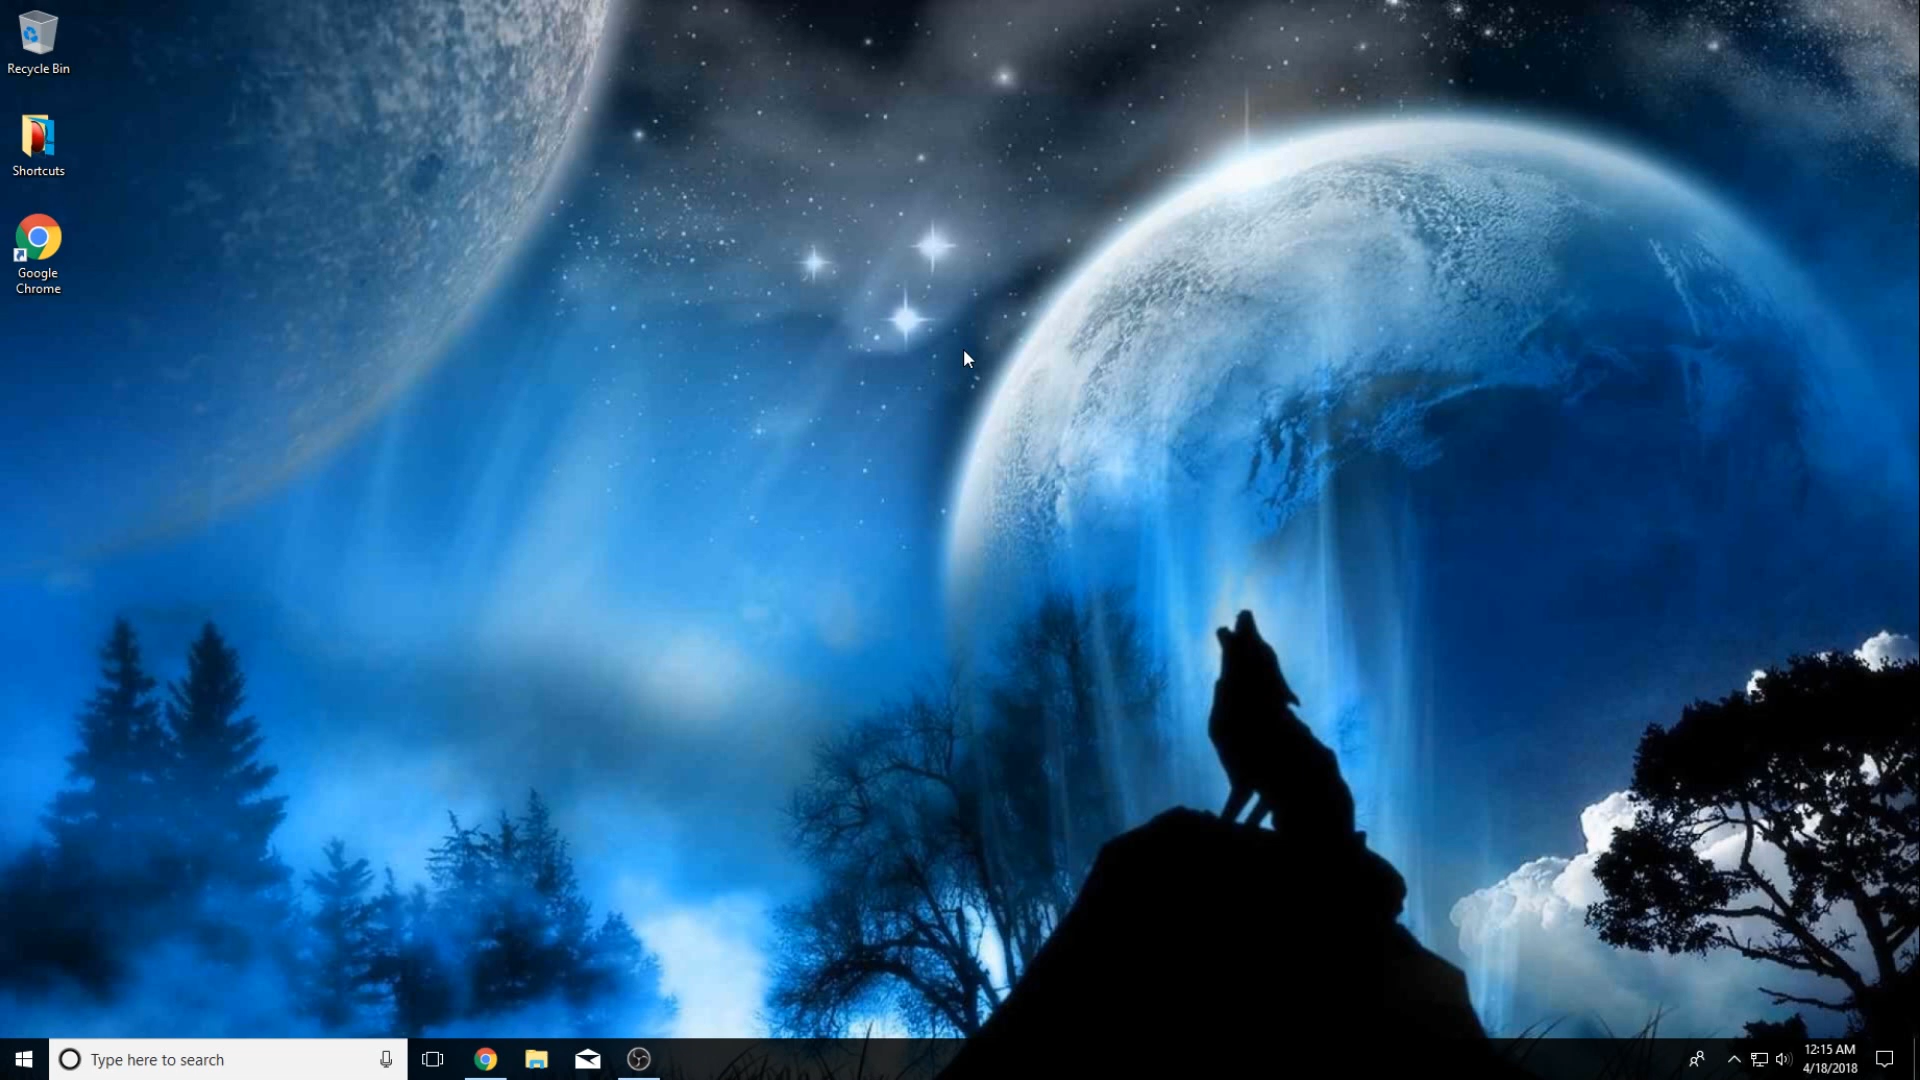 Recycle Bin
Shortcuts
Google
Chrome
Type here to search
12:15 AM
4/18/2018